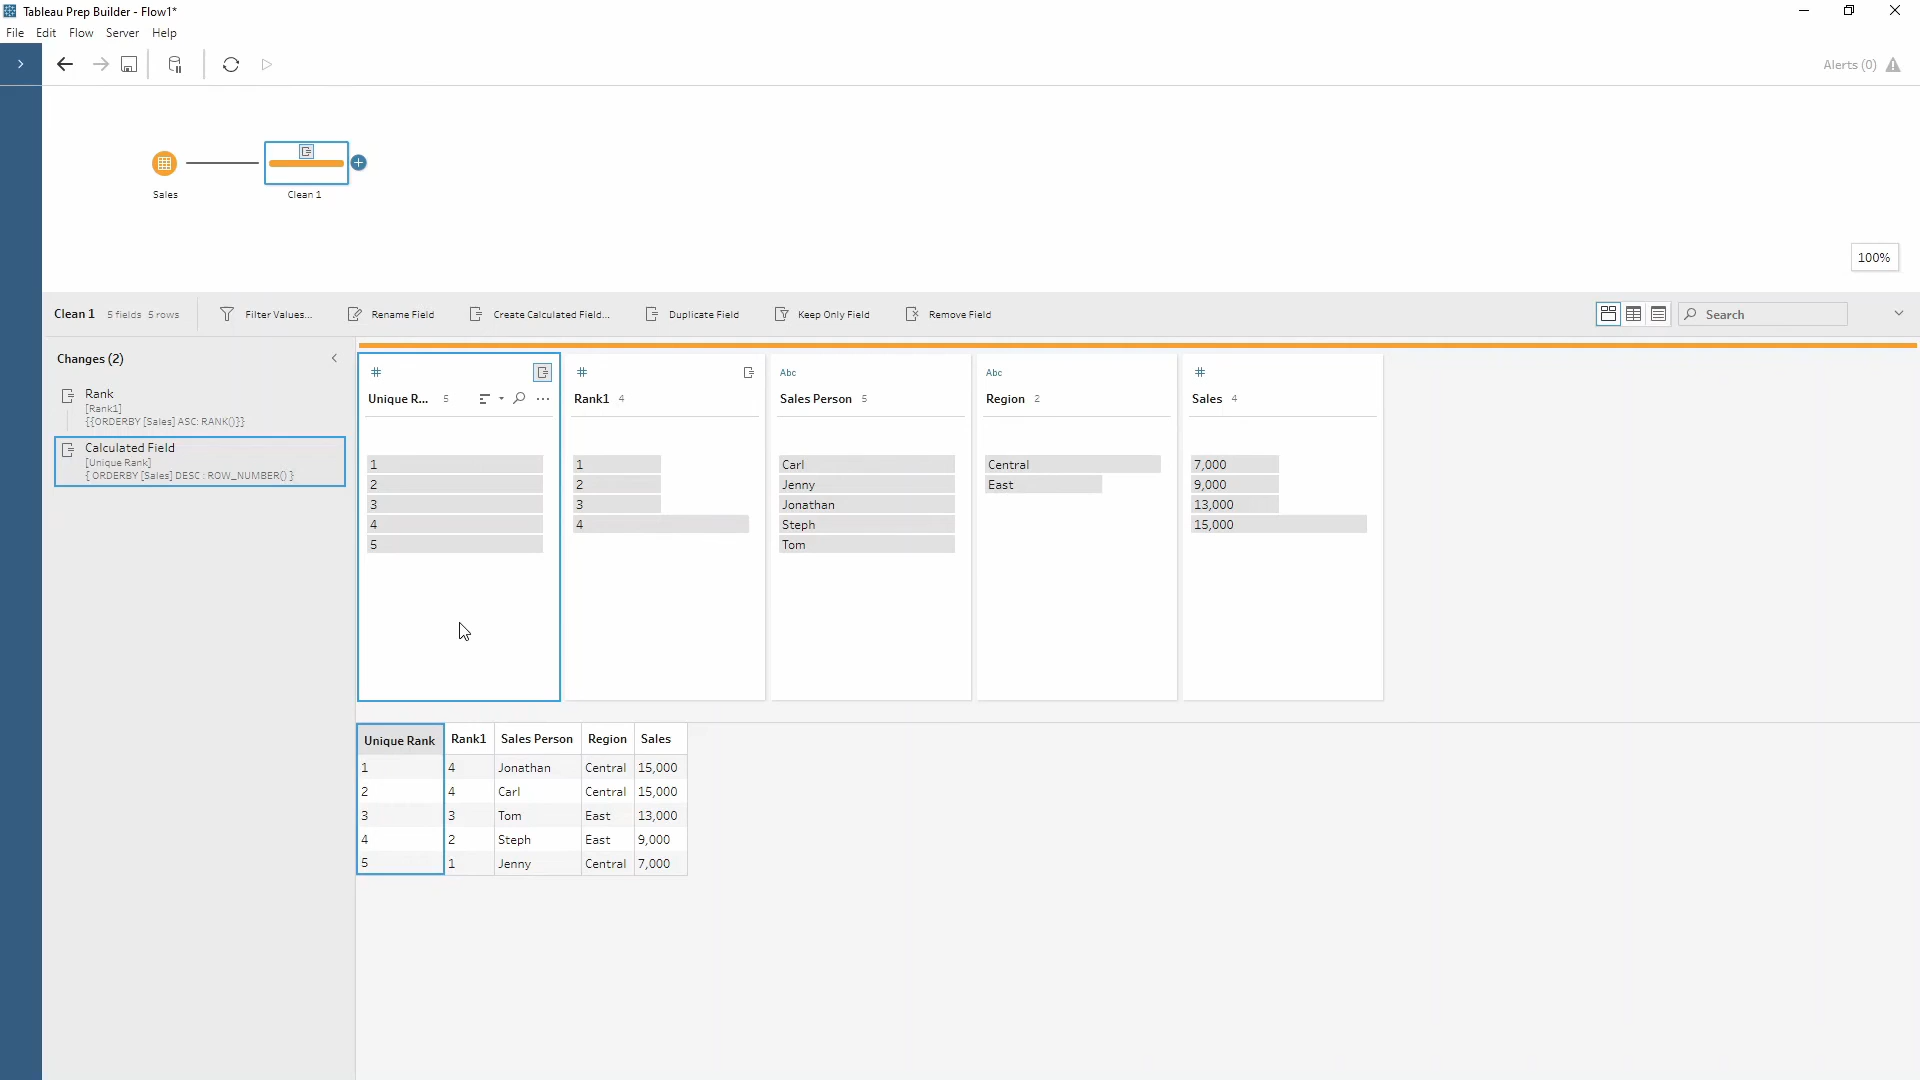 Tableau Prep Builder - Flow1*
File Edit Flow Server Help
Alerts (0)
Sales
Clean 1
100%
Clean 1 5 fields 5 rows Filter Values... Rename Field Create Calculated Field... Duplicate Field Keep Only Field Remove Field Search
Changes (2)
Rank
[Rank1]
{{ORDERBY [Sales] ASC: RANK()}}
Calculated Field
[Unique Rank]
{ ORDERBY [Sales] DESC : ROW_NUMBER() }
Unique R... 5
1
2
3
4
5
Rank1 4
1
2
3
4
Abc
Sales Person 5
Carl
Jenny
Jonathan
Steph
Tom
Abc
Region 2
Central
East
Sales 4
7,000
9,000
13,000
15,000
Unique Rank Rank1 Sales Person Region Sales
1 4 Jonathan Central 15,000
2 4 Carl Central 15,000
3 3 Tom East 13,000
4 2 Steph East 9,000
5 1 Jenny Central 7,000